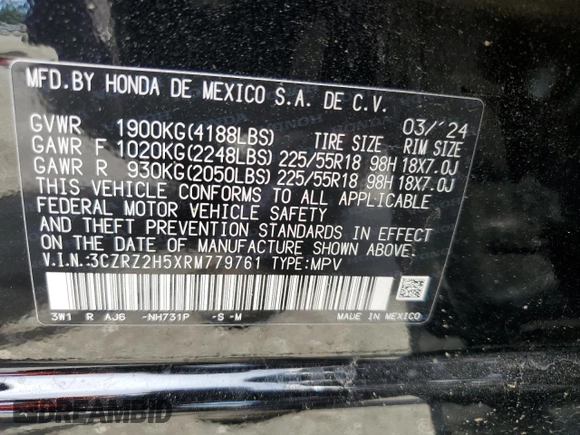 MFD.BY HONDA DE MEXICO S.A. DE C.V.
03/'24
GVWR 1900KG(4188LBS) TIRE SIZE RIM SIZE
GAWR F 1020KG(2248LBS) 225/55R18 98H 18X7.0J
GAWR R 930KG(2050LBS) 225/55R18 98H 18X7.0J
THIS VEHICLE CONFORMS TO ALL APPLICABLE
FEDERAL MOTOR VEHICLE SAFETY
AND THEFT PREVENTION STANDARDS IN EFFECT
ON THE DATE OF MANUFACTURE SHOWN ABOVE.
V.I.N.:3CZRZ2H5XRM779761 TYPE:MPV
3W1 R AJ6 -NH731P -S-M MADE IN MEXICO
DREAMBID